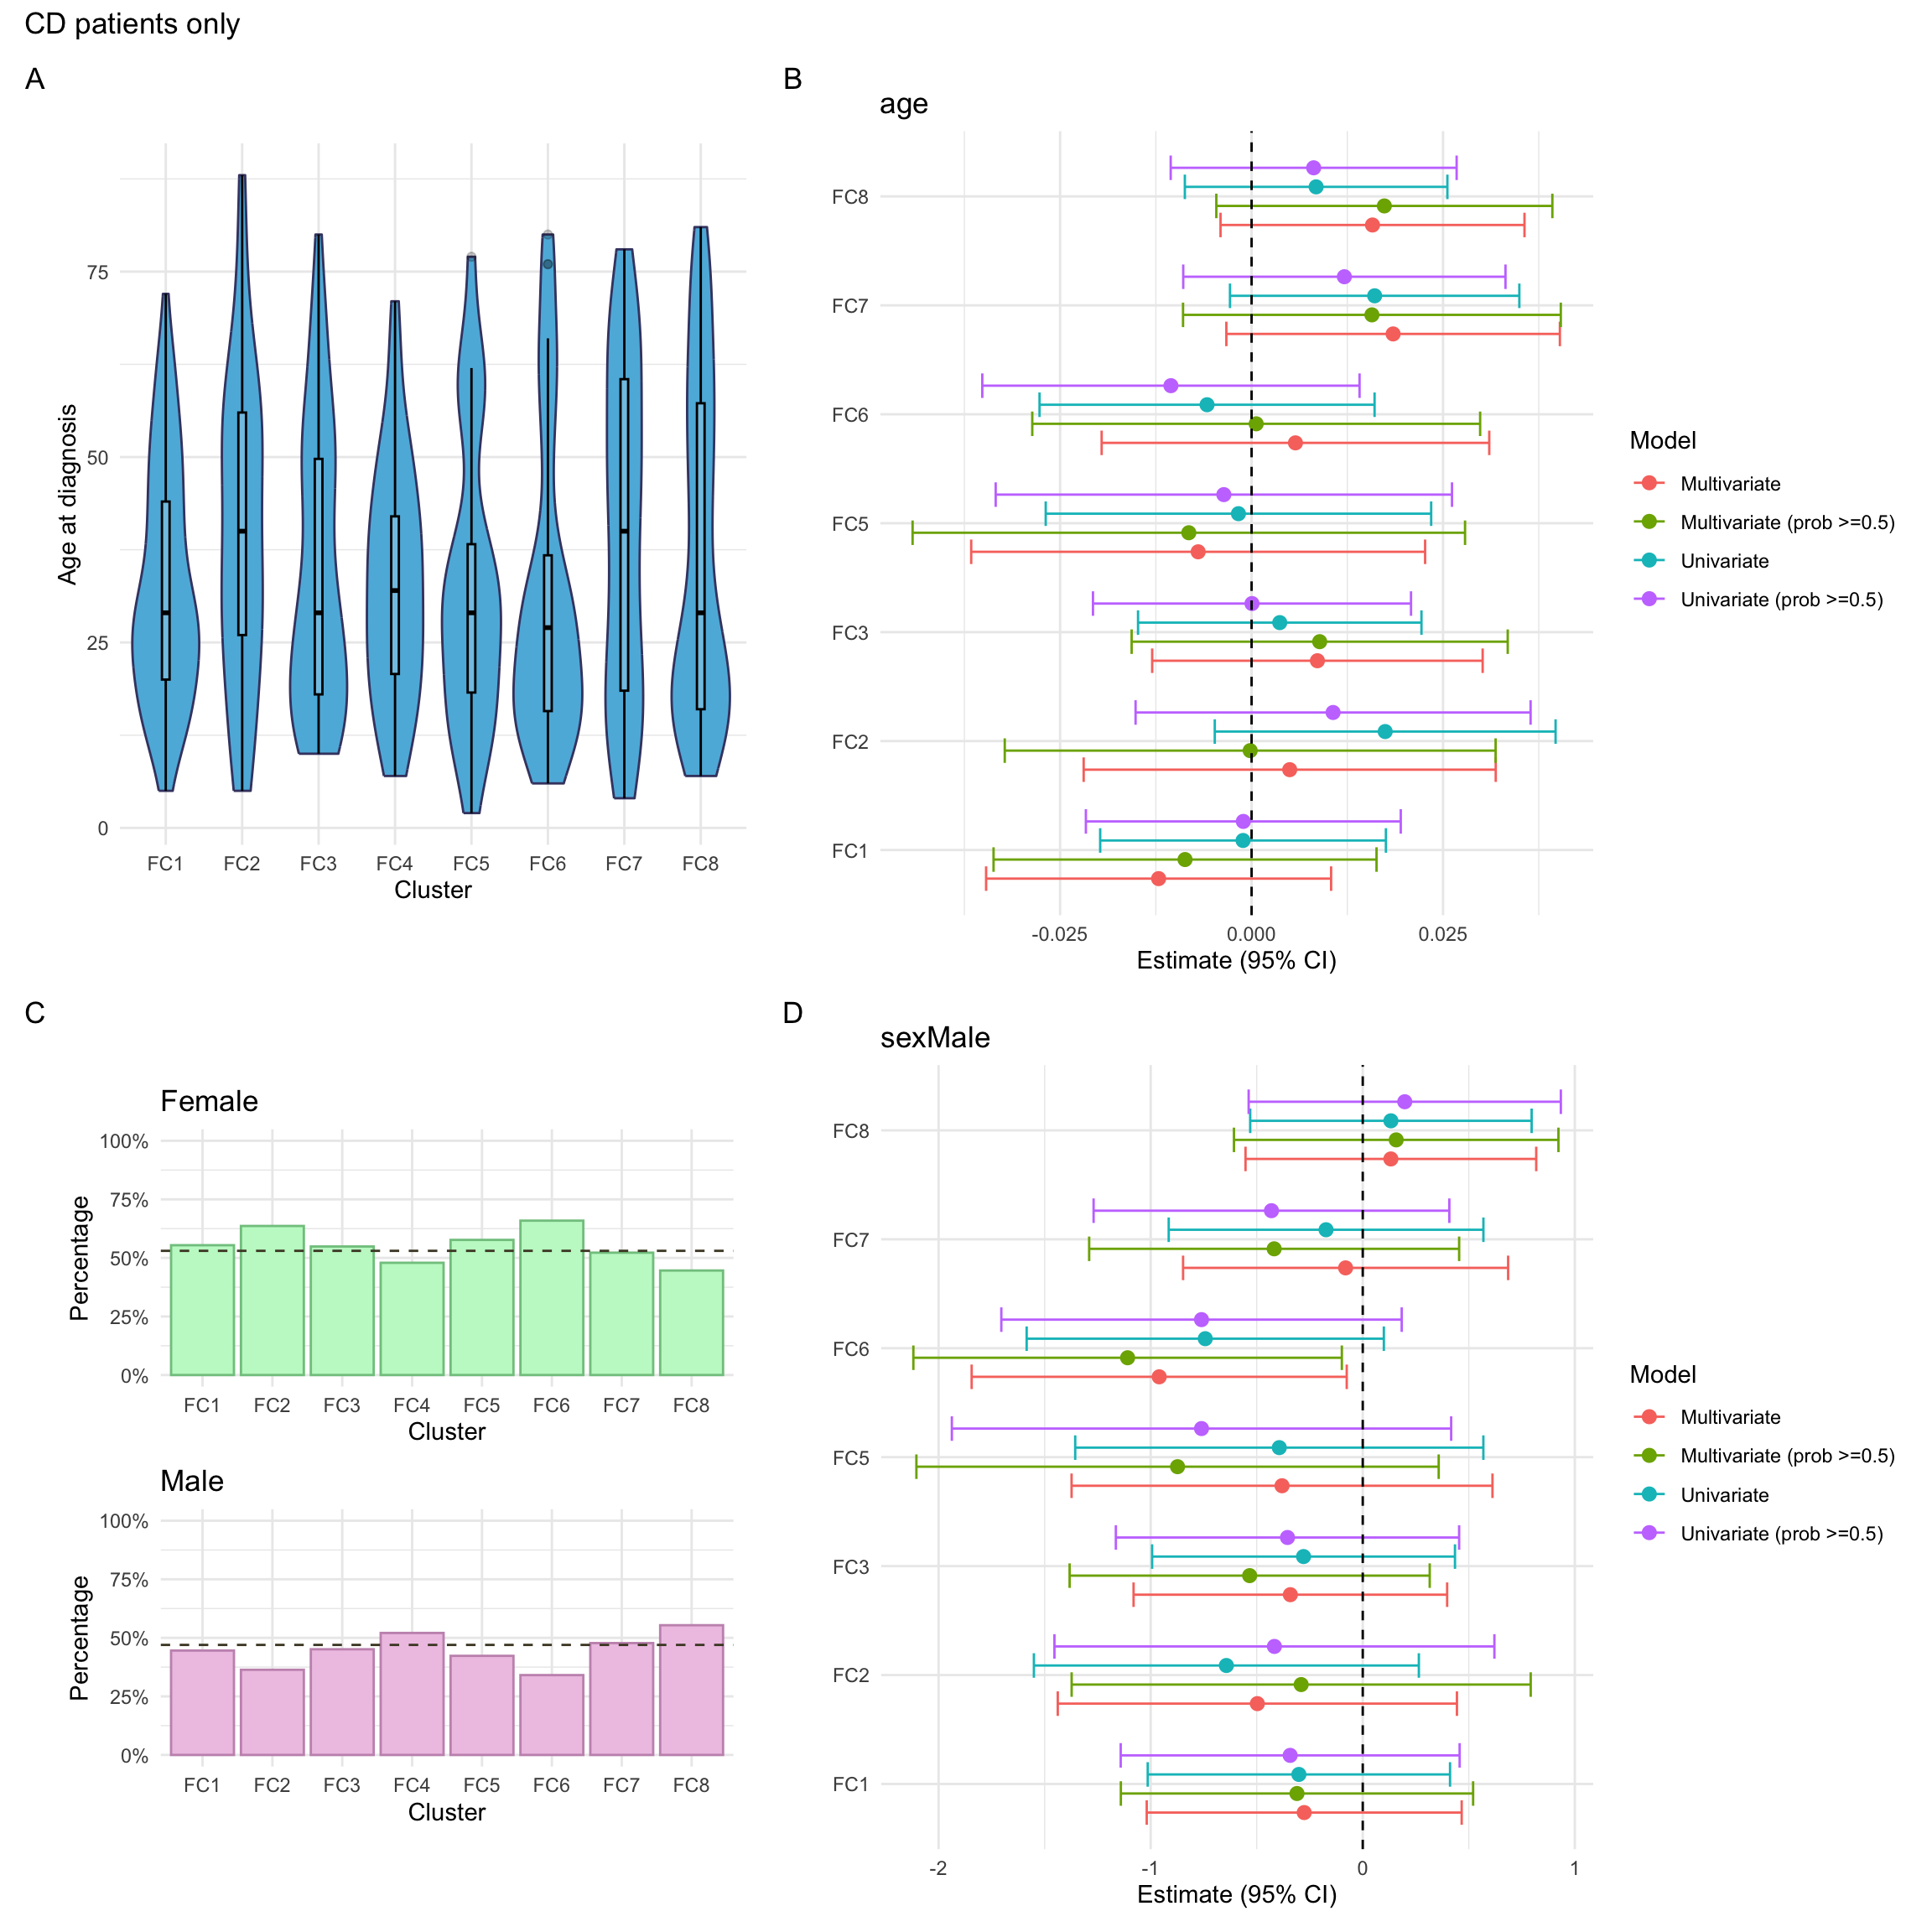 CD patients only
A
Age at diagnosis
75
50
25
0
FC1 FC2 FC3 FC4 FC5 FC6 FC7 FC8
Cluster
B
age
FC8
FC7
FC6
FC5
FC3
FC2
FC1
-0.025 0.000 0.025
Estimate (95% CI)
Model
Multivariate
Multivariate (prob >=0.5)
Univariate
Univariate (prob >=0.5)
C
Female
Percentage
100%
75%
50%
25%
0%
FC1 FC2 FC3 FC4 FC5 FC6 FC7 FC8
Cluster
Male
Percentage
100%
75%
50%
25%
0%
FC1 FC2 FC3 FC4 FC5 FC6 FC7 FC8
Cluster
D
sexMale
FC8
FC7
FC6
FC5
FC3
FC2
FC1
-2 -1 0 1
Estimate (95% CI)
Model
Multivariate
Multivariate (prob >=0.5)
Univariate
Univariate (prob >=0.5)